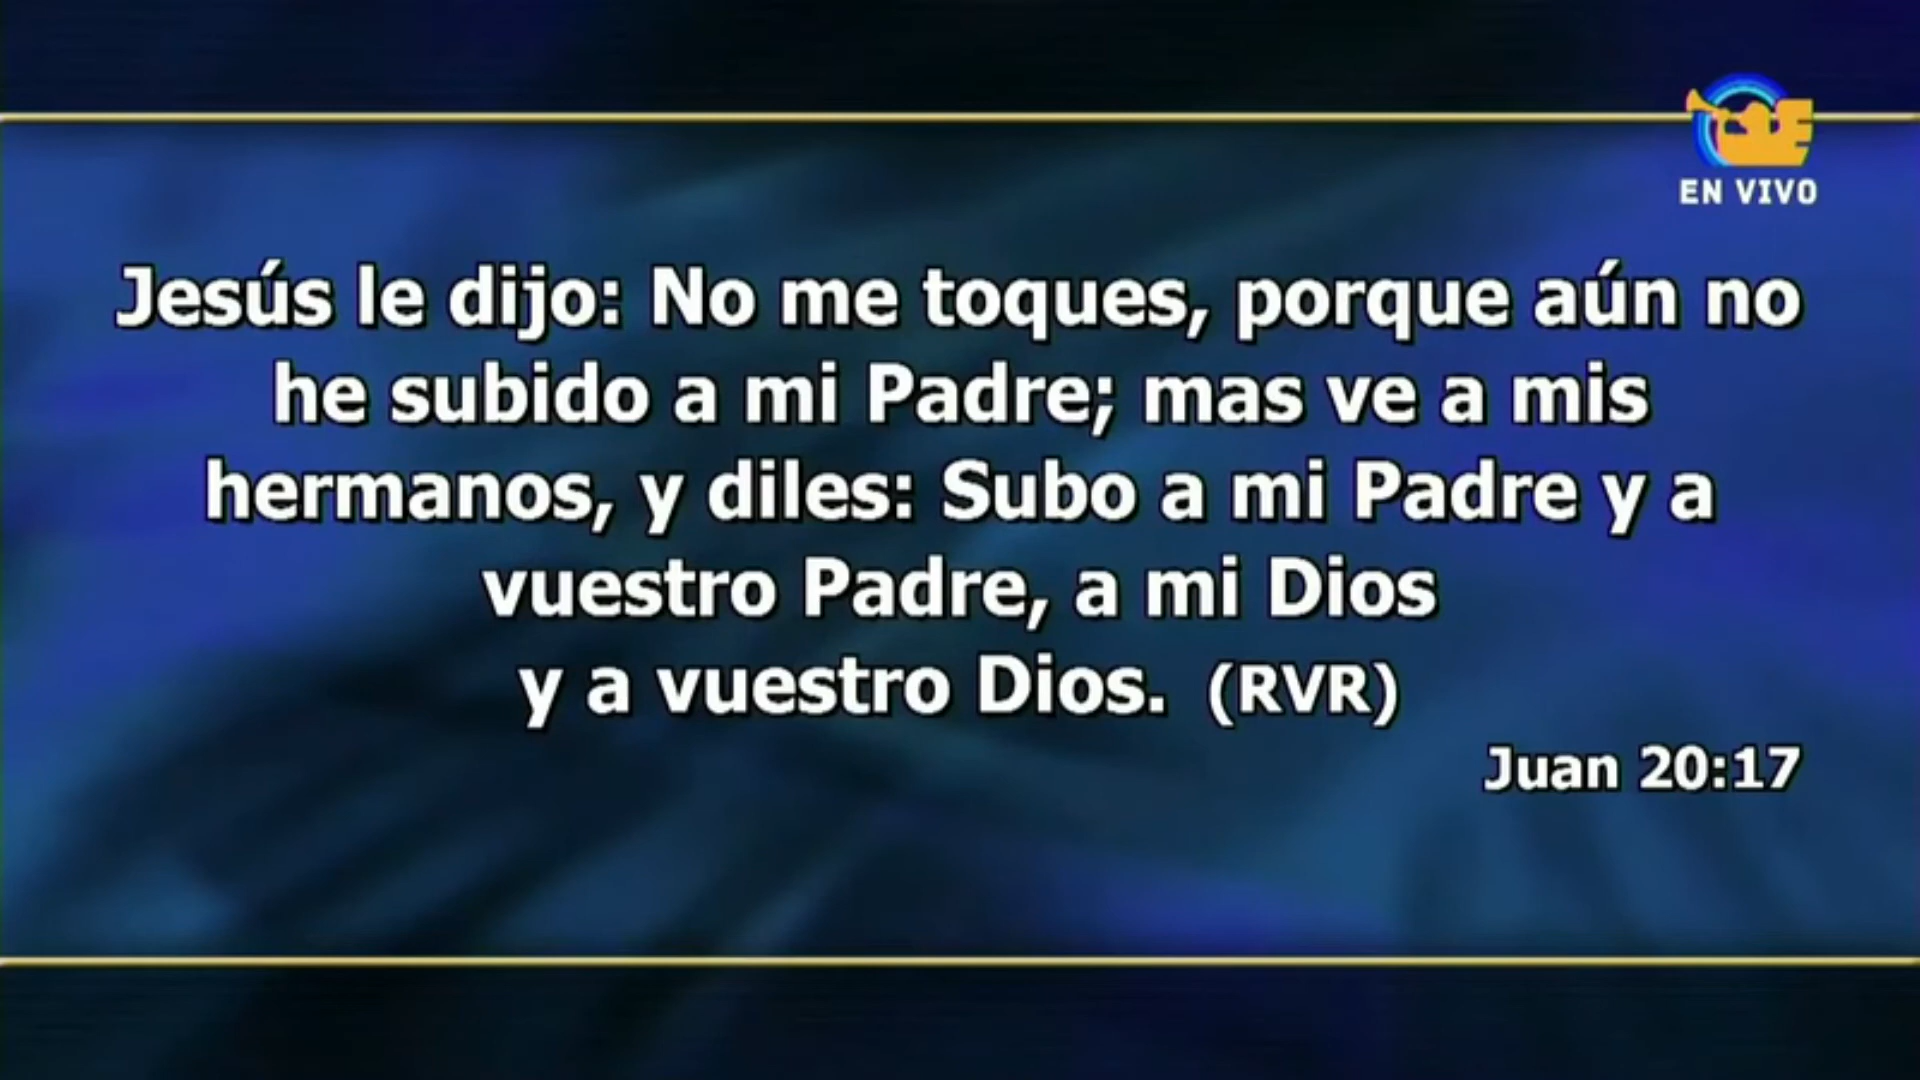 EN VIVO
Jesús le dijo: No me toques, porque aún no
he subido a mi Padre; mas ve a mis
hermanos, y diles: Subo a mi Padre y a
vuestro Padre, a mi Dios
y a vuestro Dios. (RVR)
Juan 20:17